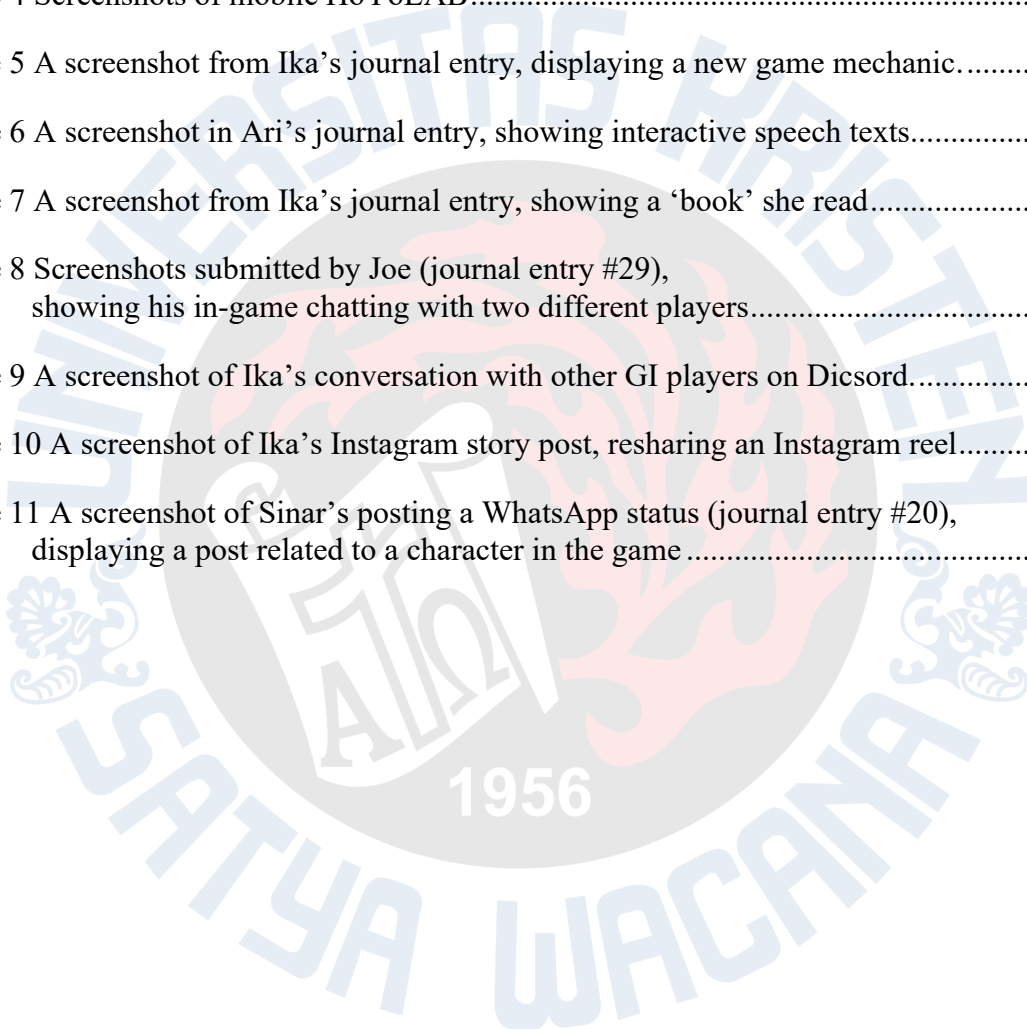 5 A screenshot from Ika’s journal entry, displaying a new game mechanic.........
6 A screenshot in Ari’s journal entry, showing interactive speech texts...............
7 A screenshot from Ika’s journal entry, showing a ‘book’ she read....................
8 Screenshots submitted by Joe (journal entry #29),
showing his in-game chatting with two different players...................................
9 A screenshot of Ika’s conversation with other GI players on Dicsord...............
10 A screenshot of Ika’s Instagram story post, resharing an Instagram reel.........
11 A screenshot of Sinar’s posting a WhatsApp status (journal entry #20),
displaying a post related to a character in the game ...........................................
UNIVERSITAS KRISTEN
1956
SATYA WACANA